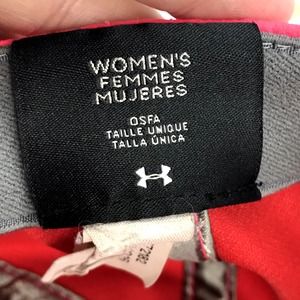 WOMEN'S
FEMMES
MUJERES
OSFA
TAILLE UNIQUE
TALLA ÚNICA